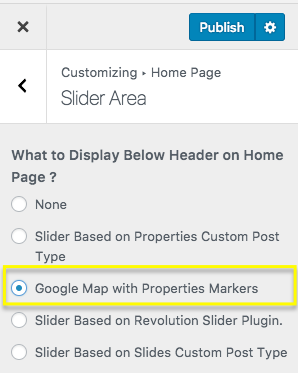 Publish
Customizing ▸ Home Page
Slider Area
What to Display Below Header on Home
Page ?
None
Slider Based on Properties Custom Post
Type
Google Map with Properties Markers
Slider Based on Revolution Slider Plugin.
Slider Based on Slides Custom Post Type